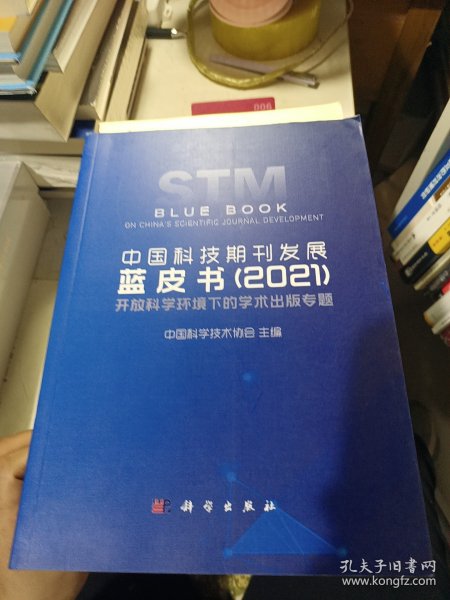 006
STM
BLUE BOOK
ON CHINA'S SCIENTIFIC JOURNAL DEVELOPMENT
中国科技期刊发展
蓝皮书(2021)
开放科学环境下的学术出版专题
中国科学技术协会 主编
科学出版社
孔夫子旧书网
www.kongfz.com